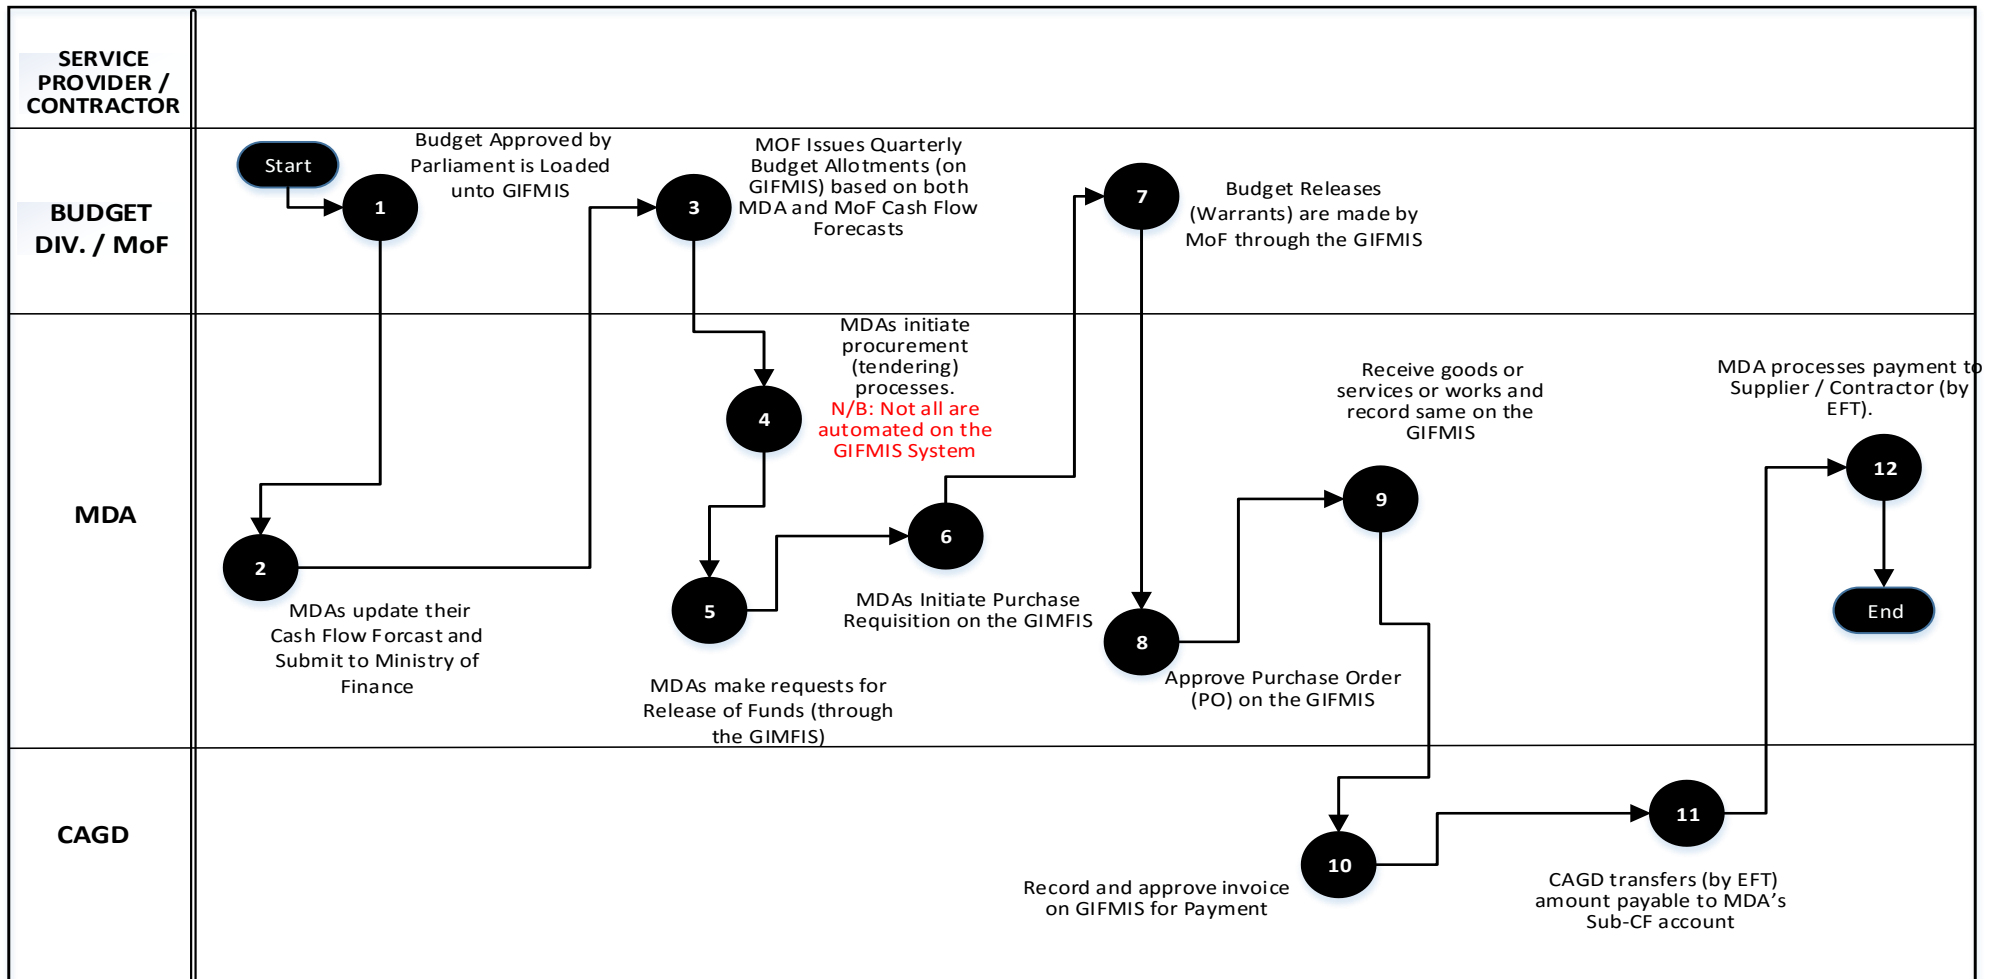 SERVICE
PROVIDER /
CONTRACTOR
BUDGET
DIV. / MoF
Start
1
Budget Approved by
Parliament is Loaded
unto GIFMIS
3
MOF Issues Quarterly
Budget Allotments (on
GIFMIS) based on both
MDA and MoF Cash Flow
Forecasts
7
Budget Releases
(Warrants) are made by
MoF through the GIFMIS
MDA
2
MDAs update their
Cash Flow Forcast and
Submit to Ministry of
Finance
4
MDAs initiate
procurement
(tendering)
processes.
N/B: Not all are
automated on the
GIFMIS System
5
MDAs make requests for
Release of Funds (through
the GIMFIS)
6
MDAs Initiate Purchase
Requisition on the GIMFIS
8
Approve Purchase Order
(PO) on the GIFMIS
9
Receive goods or
services or works and
record same on the
GIFMIS
MDA processes payment to
Supplier / Contractor (by
EFT).
12
End
CAGD
10
Record and approve invoice
on GIFMIS for Payment
11
CAGD transfers (by EFT)
amount payable to MDA’s
Sub-CF account